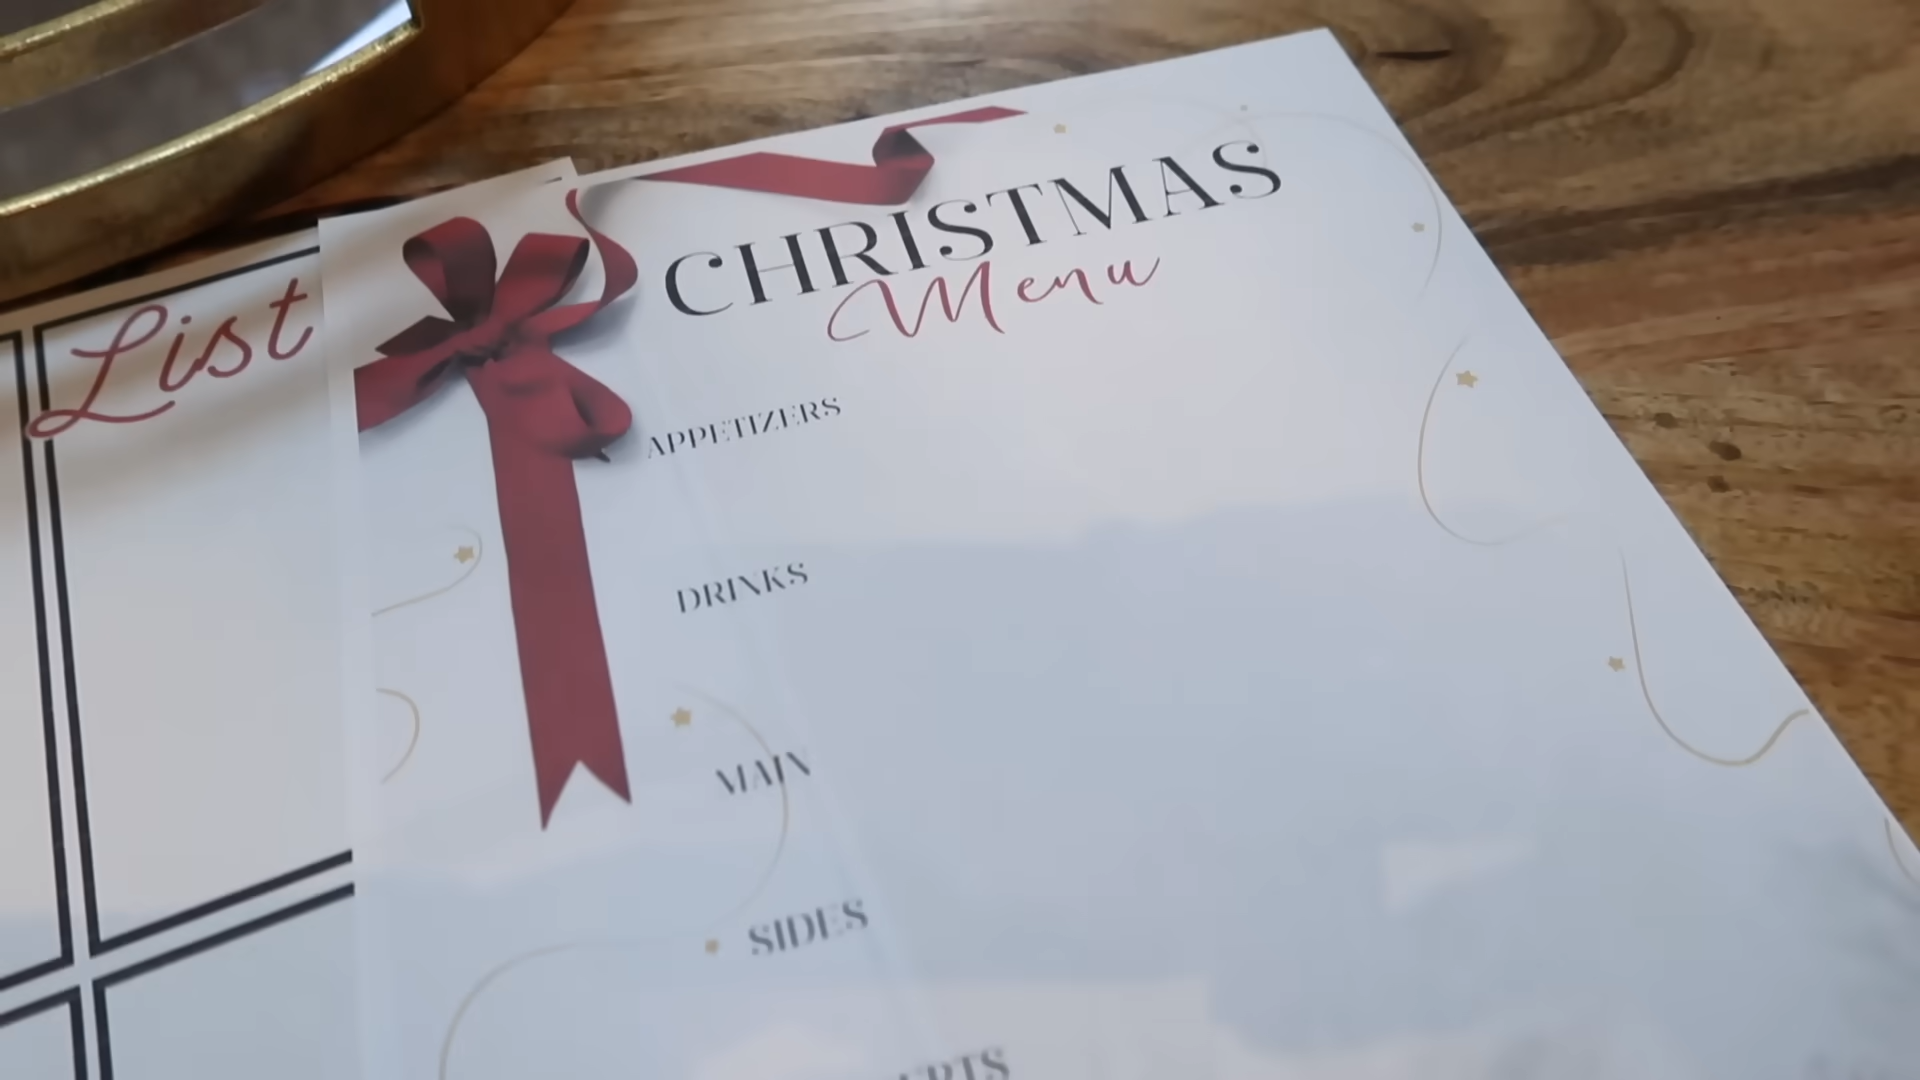 List
CHRISTMAS
Menu
APPETIZERS
DRINKS
MAIN
SIDES